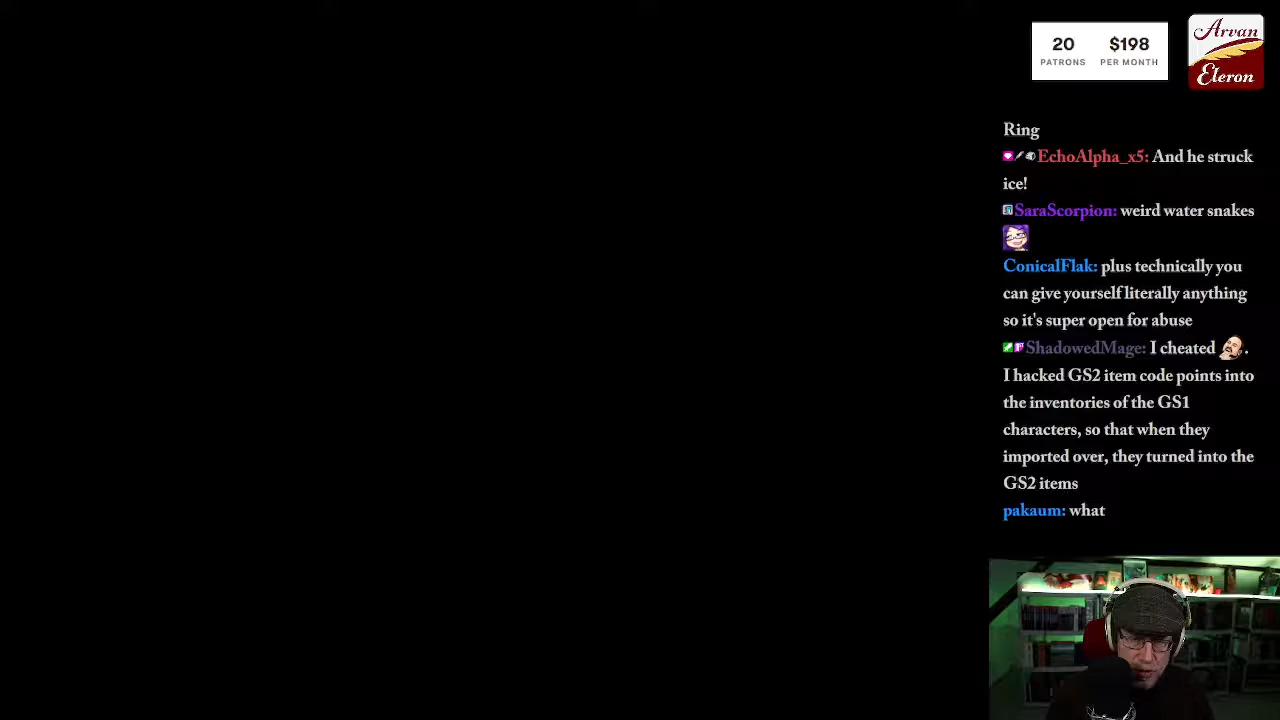 20 $198
PATRONS PER MONTH
Arvan
Eleron
Ring
EchoAlpha_x5: And he struck
ice!
SaraScorpion: weird water snakes
ConicalFlak: plus technically you
can give yourself literally anything
so it's super open for abuse
ShadowedMage: I cheated .
I hacked GS2 item code points into
the inventories of the GS1
characters, so that when they
imported over, they turned into the
GS2 items
pakaum: what